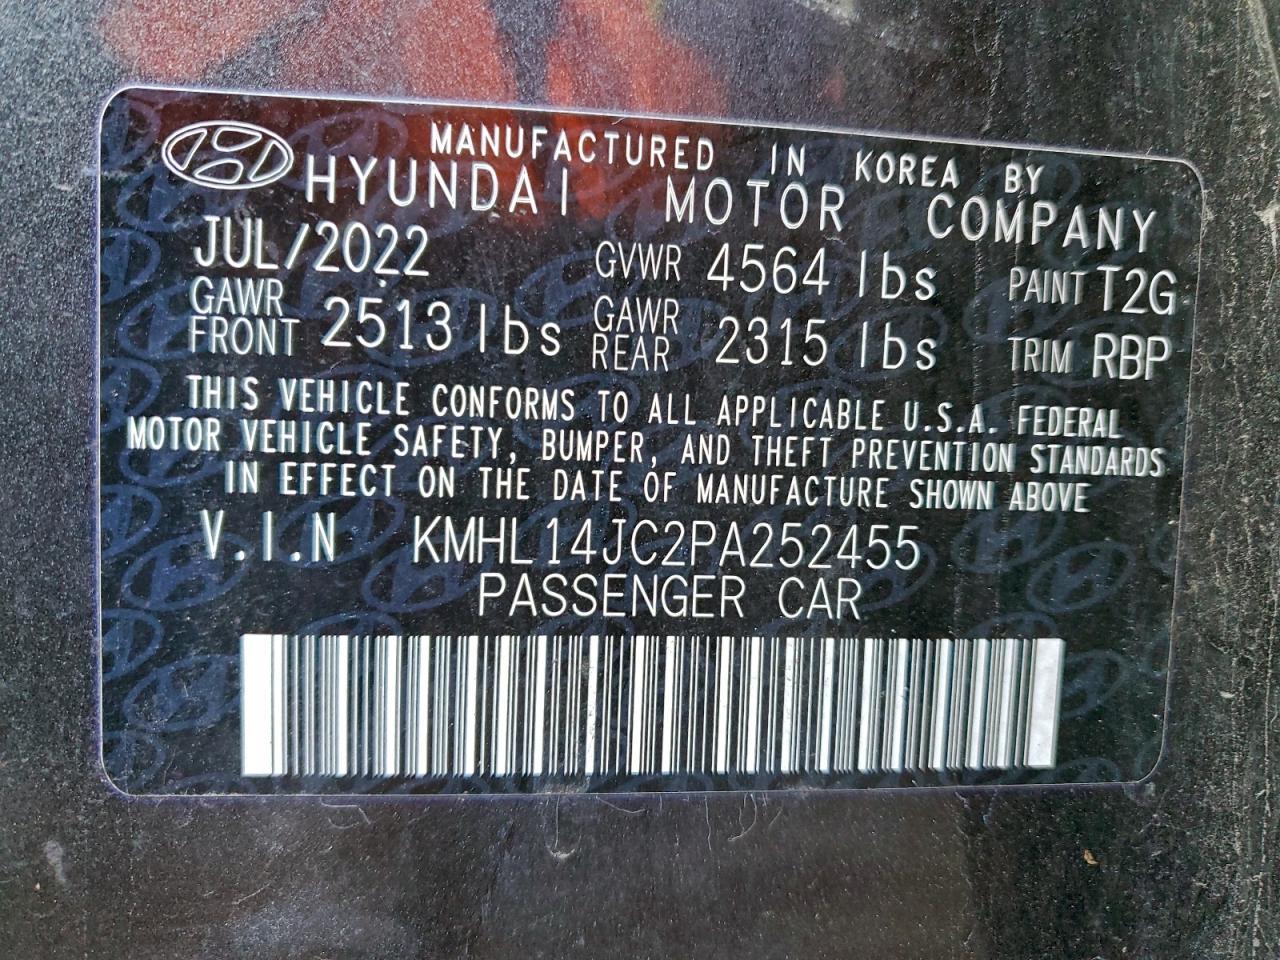 MANUFACTURED IN KOREA BY
HYUNDAI MOTOR COMPANY
JUL/2022 GVWR 4564 lbs PAINT T2G
GAWR FRONT 2513 lbs GAWR REAR 2315 lbs TRIM RBP
THIS VEHICLE CONFORMS TO ALL APPLICABLE U.S.A. FEDERAL
MOTOR VEHICLE SAFETY, BUMPER, AND THEFT PREVENTION STANDARDS
IN EFFECT ON THE DATE OF MANUFACTURE SHOWN ABOVE
V.I.N KMHL14JC2PA252455
PASSENGER CAR